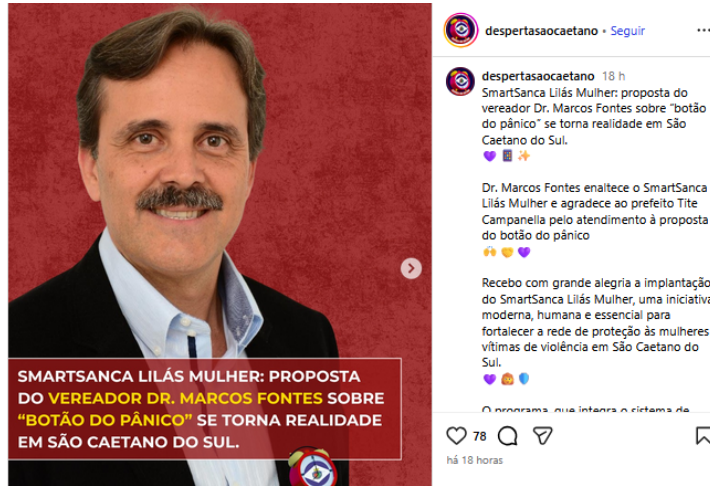 SMARTSANCA LILÁS MULHER: PROPOSTA
DO VEREADOR DR. MARCOS FONTES SOBRE
“BOTÃO DO PÂNICO” SE TORNA REALIDADE
EM SÃO CAETANO DO SUL.
despertasaocaetano • Seguir
despertasaocaetano 18 h
SmartSanca Lilás Mulher: proposta do
vereador Dr. Marcos Fontes sobre “botão
do pânico” se torna realidade em São
Caetano do Sul.
Dr. Marcos Fontes enaltece o SmartSanca
Lilás Mulher e agradece ao prefeito Tite
Campanella pelo atendimento à proposta
do botão do pânico
Recebo com grande alegria a implantação
do SmartSanca Lilás Mulher, uma iniciativa
moderna, humana e essencial para
fortalecer a rede de proteção às mulheres
vítimas de violência em São Caetano do
Sul.
O programa, que integra o sistema de
78
há 18 horas